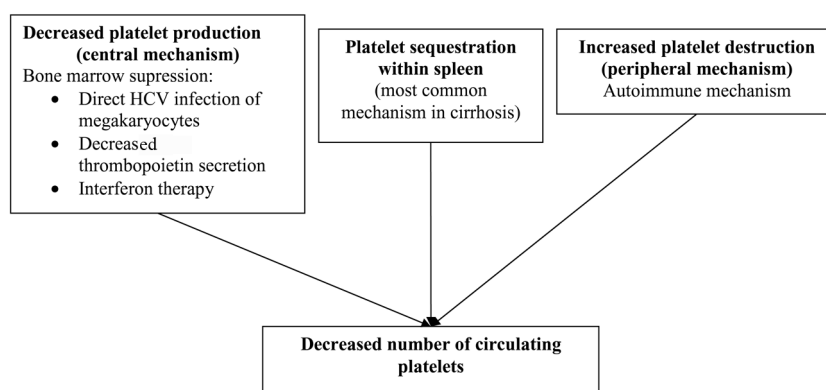 Decreased platelet production
(central mechanism)
Bone marrow supression:
• Direct HCV infection of
megakaryocytes
• Decreased
thrombopoietin secretion
• Interferon therapy
Platelet sequestration
within spleen
(most common
mechanism in cirrhosis)
Increased platelet destruction
(peripheral mechanism)
Autoimmune mechanism
Decreased number of circulating
platelets